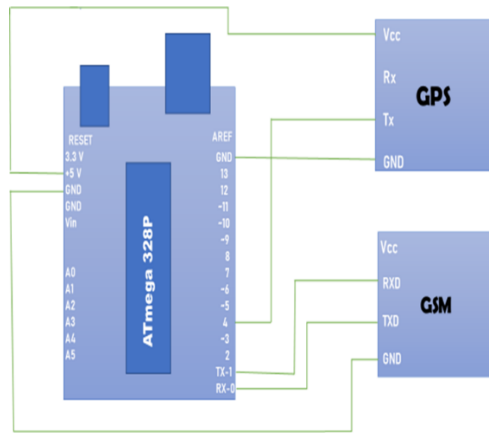 RESET
3.3 V
+5 V
GND
GND
Vin
A0
A1
A2
A3
A4
A5
ATmega 328P
AREF
GND
13
12
-11
-10
-9
8
7
-6
-5
4
-3
2
TX-1
RX-0
Vcc
Rx
Tx
GND
GPS
Vcc
RXD
TXD
GND
GSM